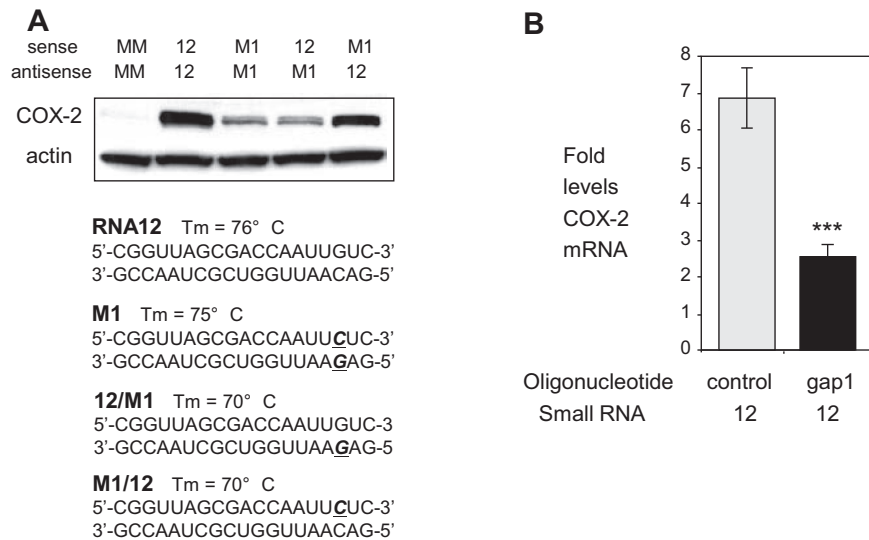 A
sense MM 12 M1 12 M1
antisense MM 12 M1 M1 12
COX-2
actin
RNA12 Tm = 76° C
5'-CGGUUAGCGACCAAUUGUC-3'
3'-GCCAAUCGCUGGUUAACAG-5'
M1 Tm = 75° C
5'-CGGUUAGCGACCAAUUCUC-3'
3'-GCCAAUCGCUGGUUAAGAG-5'
12/M1 Tm = 70° C
5'-CGGUUAGCGACCAAUUGUC-3
3'-GCCAAUCGCUGGUUAAGAG-5
M1/12 Tm = 70° C
5'-CGGUUAGCGACCAAUUCUC-3'
3'-GCCAAUCGCUGGUUAACAG-5'
B
Fold
levels
COX-2
mRNA
8
7
6
5
4
3
2
1
0
***
Oligonucleotide control gap1
Small RNA 12 12